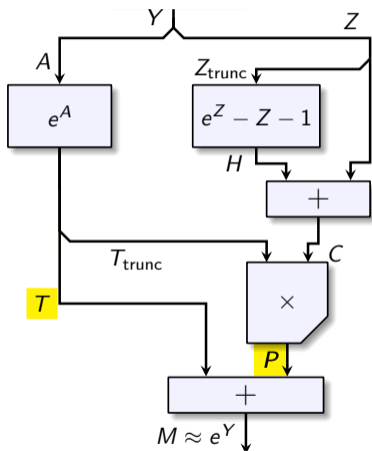 Y
Z
A
Z_trunc
e^A
e^Z − Z − 1
H
+
T_trunc
C
T
×
P
+
M ≈ e^Y